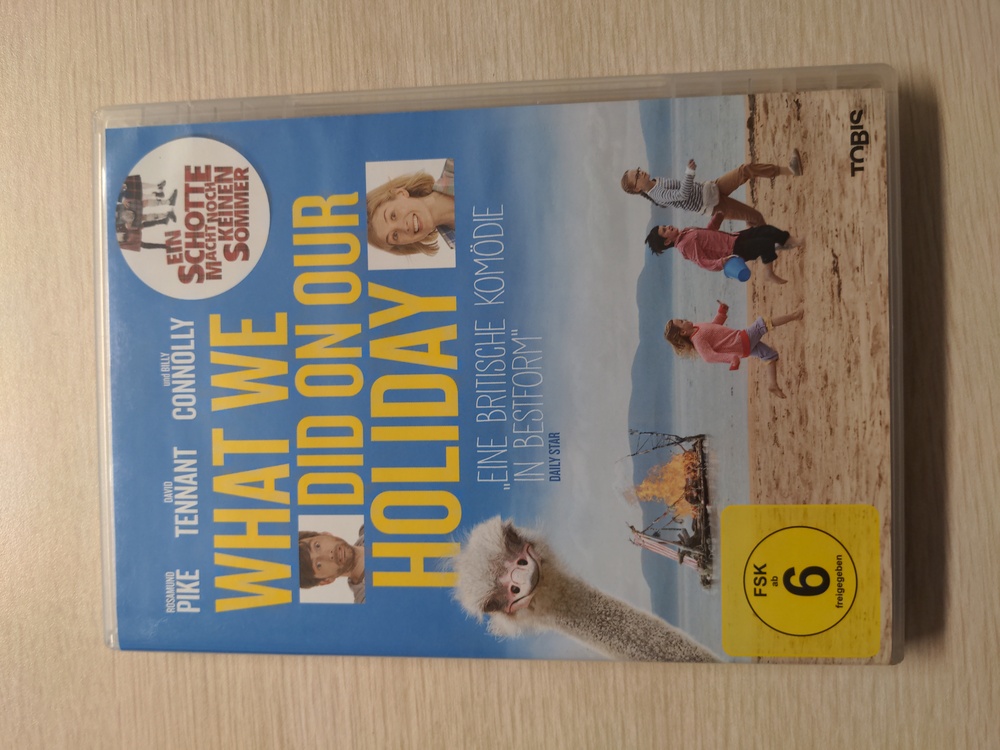 ROSAMUND
PIKE
DAVID
TENNANT
und BILLY
CONNOLLY
EIN
SCHOTTE
MACHT NOCH
KEINEN
SOMMER
WHAT WE
DID ON OUR
HOLIDAY
„EINE BRITISCHE KOMÖDIE
IN BESTFORM"
DAILY STAR
FSK
ab
6
freigegeben
TOBIS